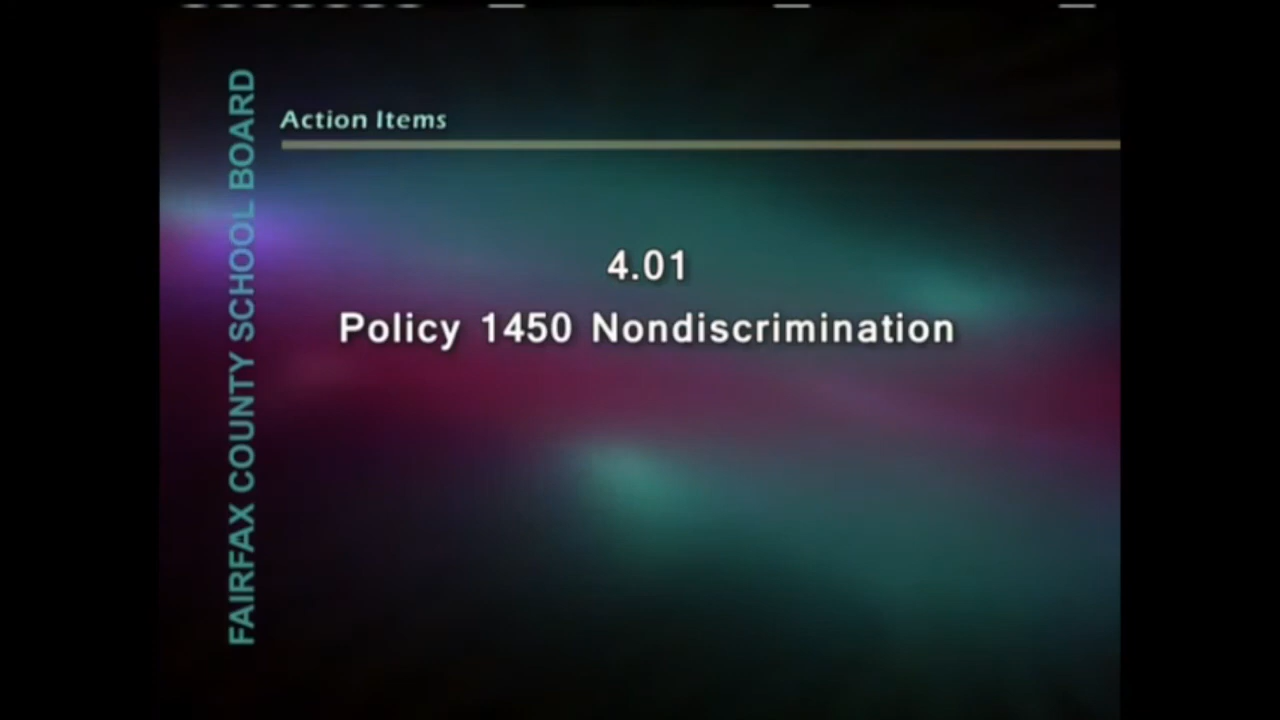 FAIRFAX COUNTY SCHOOL BOARD
Action Items
4.01
Policy 1450 Nondiscrimination